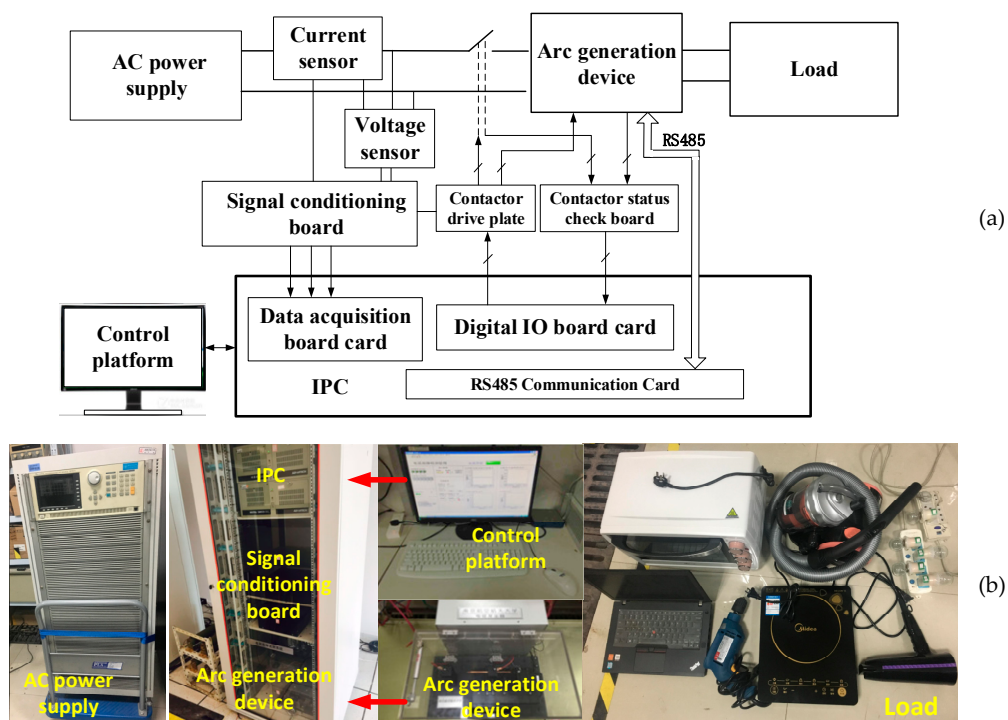 AC power
supply
Current
sensor
Voltage
sensor
Arc generation
device
Load
RS485
Signal conditioning
board
Contactor
drive plate
Contactor status
check board
(a)
Control
platform
Data acquisition
board card
Digital IO board card
IPC
RS485 Communication Card
IPC
Signal
conditioning
board
Control
platform
(b)
AC power
supply
Arc generation
device
Arc generation
device
Midea
ThinkPad
Load